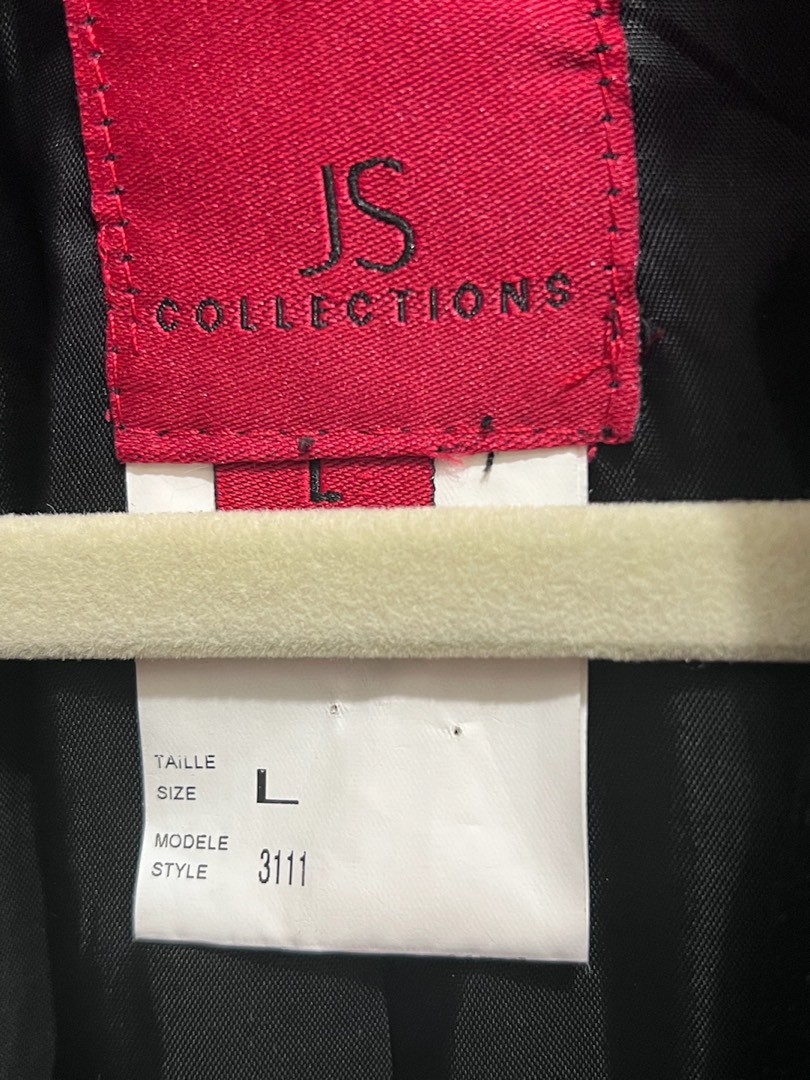 JS
COLLECTIONS
L
TAILLE
SIZE L
MODELE
STYLE 3111